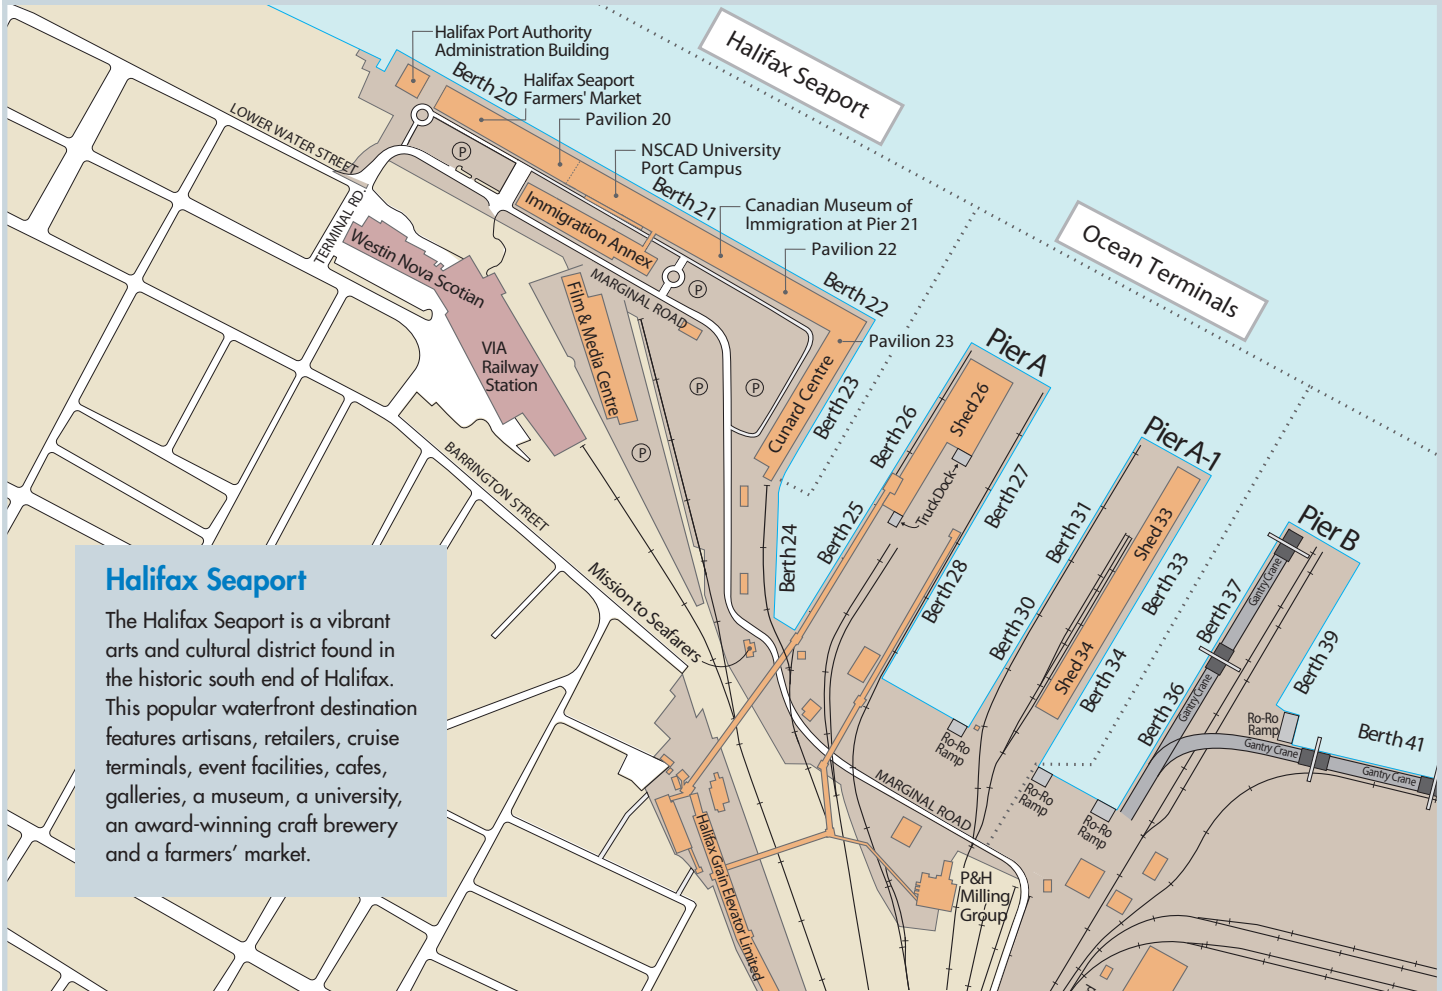 Halifax Port Authority
Administration Building
Berth 20
Halifax Seaport
Farmers' Market
Pavilion 20
NSCAD University
Port Campus
Berth 21
Canadian Museum of
Immigration at Pier 21
Pavilion 22
Berth 22
Pavilion 23
Halifax Seaport
Ocean Terminals
LOWER WATER STREET
TERMINAL RD.
P
Immigration Annex
Westin Nova Scotian
VIA
Railway
Station
Film & Media Centre
MARGINAL ROAD
P
P
P
P
Cunard Centre
Berth 23
Berth 24
Berth 25
Berth 26
Pier A
Shed 26
Truck Dock
Berth 27
Berth 28
Berth 30
Berth 31
Pier A-1
Shed 33
Shed 34
Berth 33
Berth 34
Pier B
Berth 37
Berth 36
Gantry Crane
Gantry Crane
Berth 39
Ro-Ro
Ramp
Gantry Crane
Berth 41
Gantry Crane
Ro-Ro
Ramp
Ro-Ro
Ramp
Ro-Ro
Ramp
BARRINGTON STREET
Mission to Seafarers
MARGINAL ROAD
Halifax Grain Elevator Limited
P&H
Milling
Group
Halifax Seaport
The Halifax Seaport is a vibrant
arts and cultural district found in
the historic south end of Halifax.
This popular waterfront destination
features artisans, retailers, cruise
terminals, event facilities, cafes,
galleries, a museum, a university,
an award-winning craft brewery
and a farmers' market.